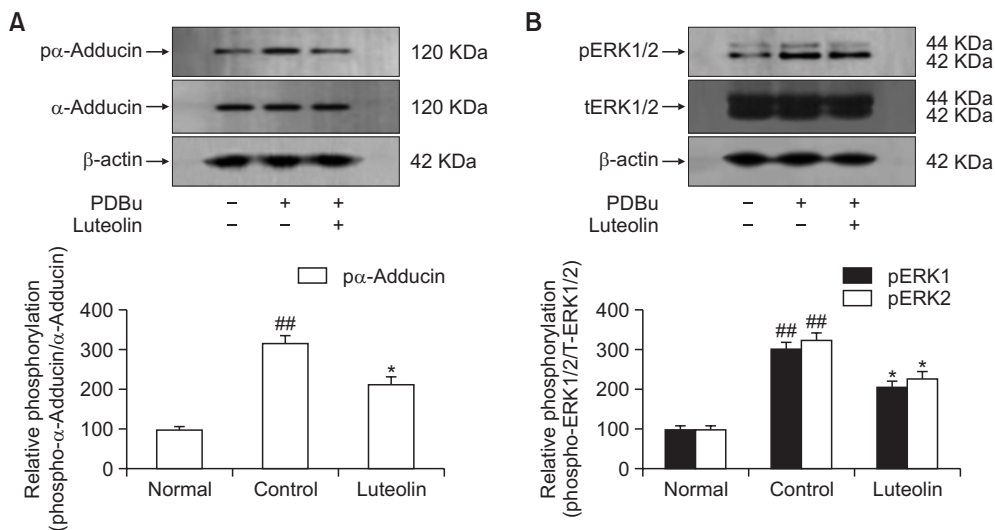 A
pα-Adducin
120 KDa
α-Adducin
120 KDa
β-actin
42 KDa
PDBu – + +
Luteolin – – +
pα-Adducin
Relative phosphorylation
(phospho-α-Adducin/α-Adducin)
400
300
200
100
0
##
*
Normal Control Luteolin
B
pERK1/2
44 KDa
42 KDa
tERK1/2
44 KDa
42 KDa
β-actin
42 KDa
PDBu – + +
Luteolin – – +
pERK1
pERK2
Relative phosphorylation
(phospho-ERK1/2/T-ERK1/2)
400
300
200
100
0
## ##
* *
Normal Control Luteolin